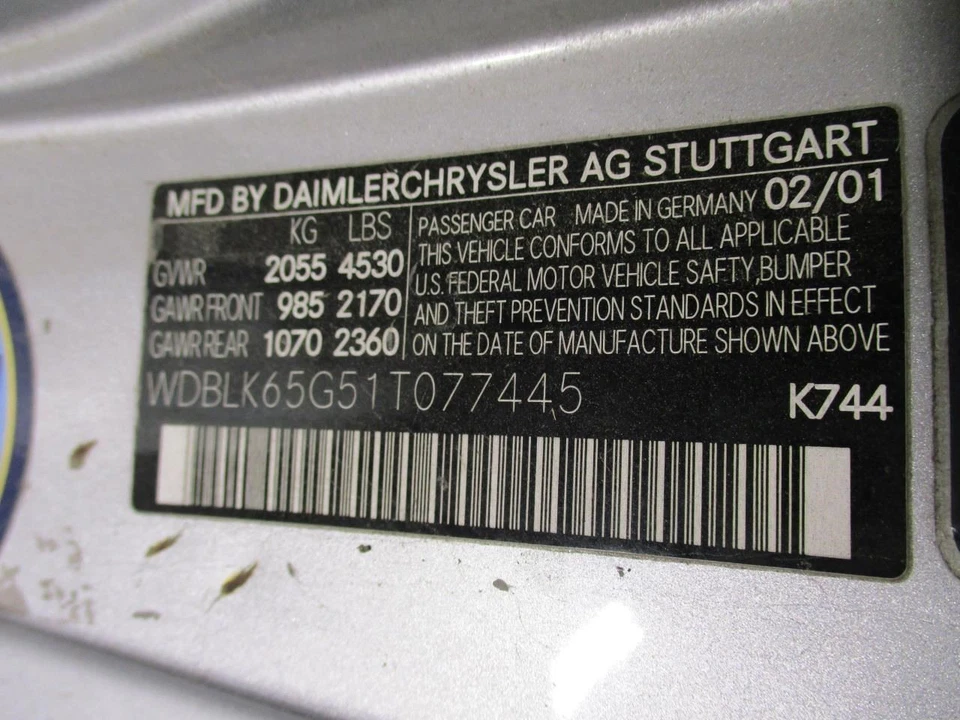 MFD BY DAIMLERCHRYSLER AG STUTTGART
KG LBS
GVWR 2055 4530
GAWR FRONT 985 2170
GAWR REAR 1070 2360
PASSENGER CAR MADE IN GERMANY 02/01
THIS VEHICLE CONFORMS TO ALL APPLICABLE
U.S. FEDERAL MOTOR VEHICLE SAFTY,BUMPER
AND THEFT PREVENTION STANDARDS IN EFFECT
ON THE DATE OF MANUFACTURE SHOWN ABOVE
WDBLK65G51T077445
K744